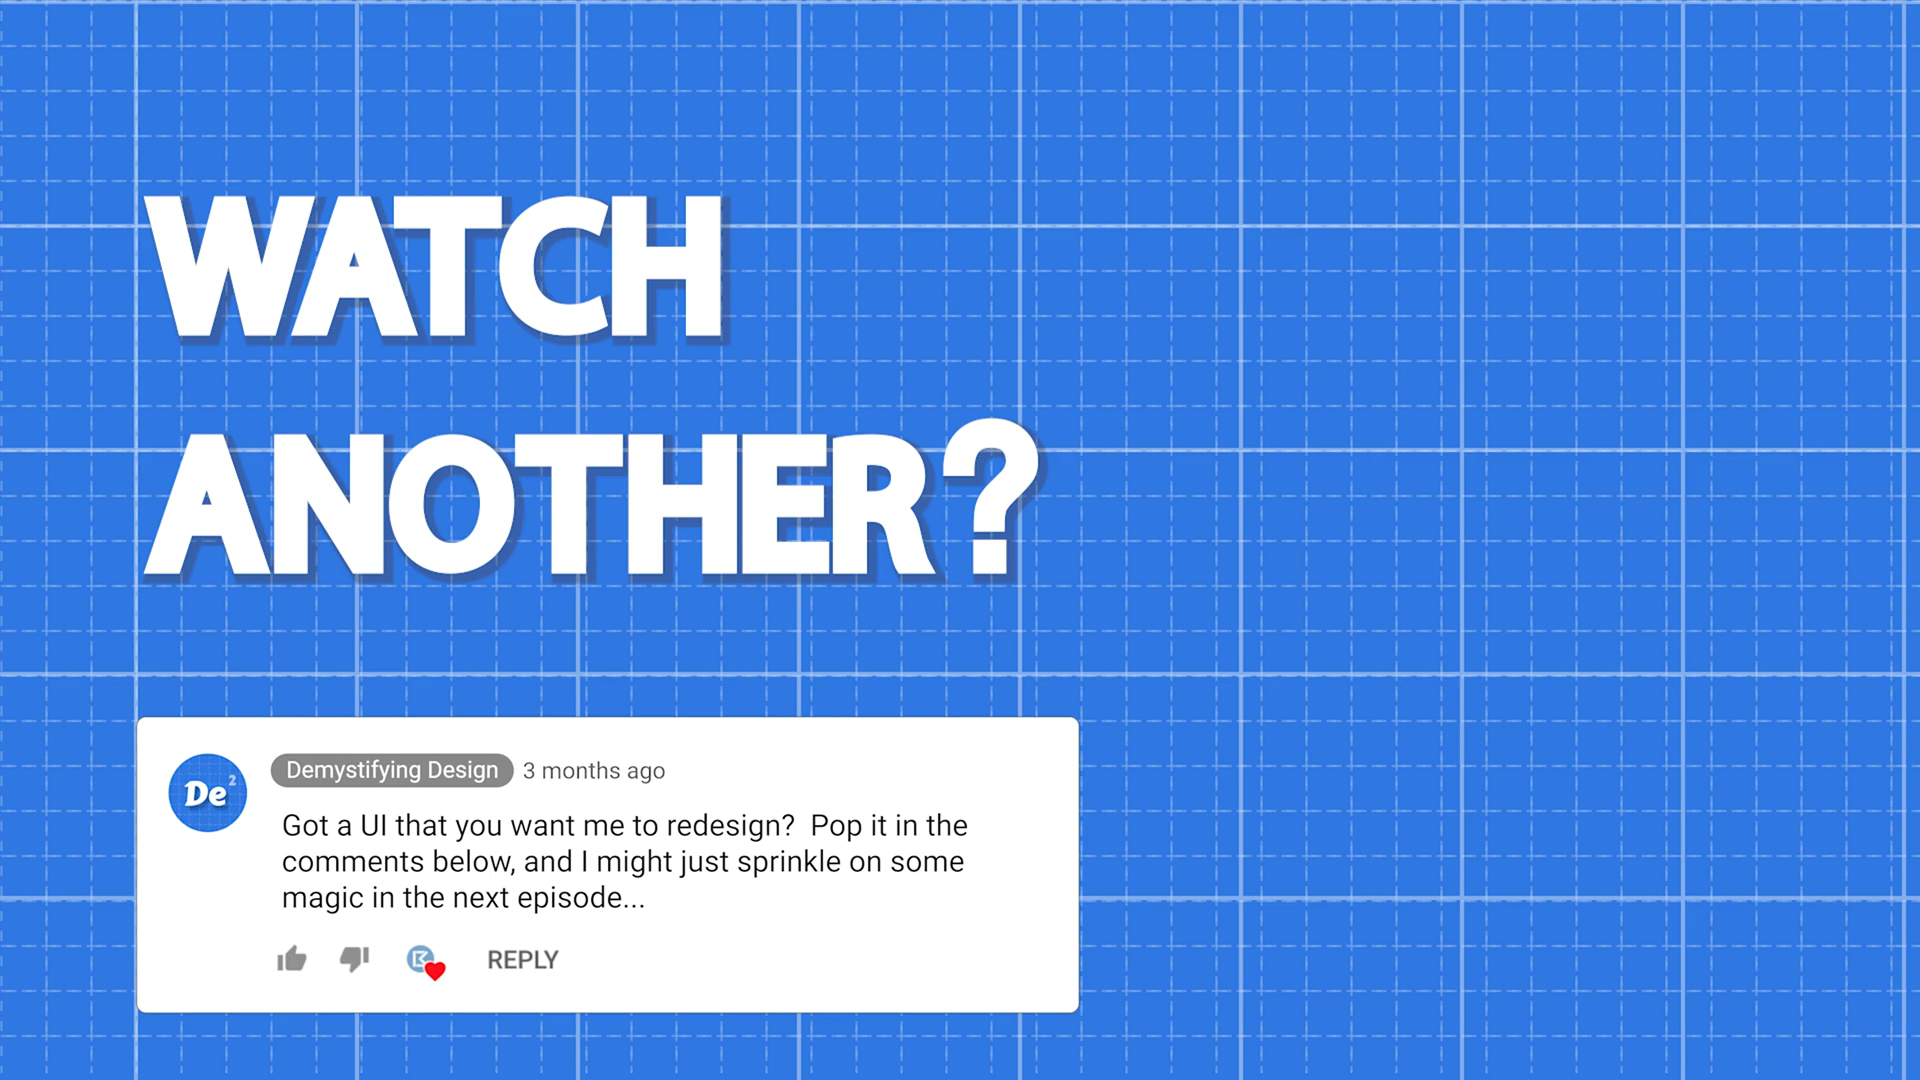 WATCH
ANOTHER?
De²
Demystifying Design 3 months ago
Got a UI that you want me to redesign?  Pop it in the
comments below, and I might just sprinkle on some
magic in the next episode...
REPLY